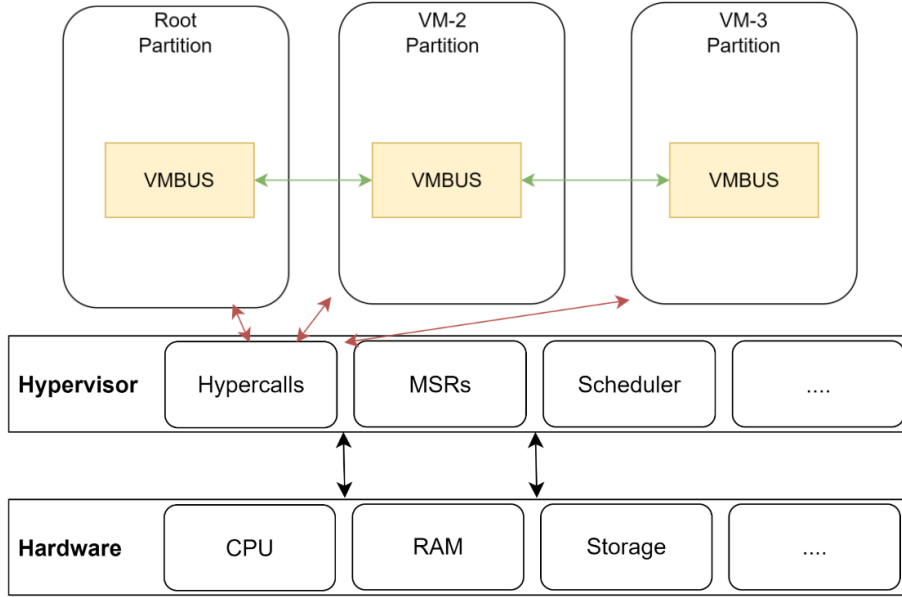 Root
Partition
VM-2
Partition
VM-3
Partition
VMBUS
VMBUS
VMBUS
Hypervisor
Hypercalls
MSRs
Scheduler
....
Hardware
CPU
RAM
Storage
....